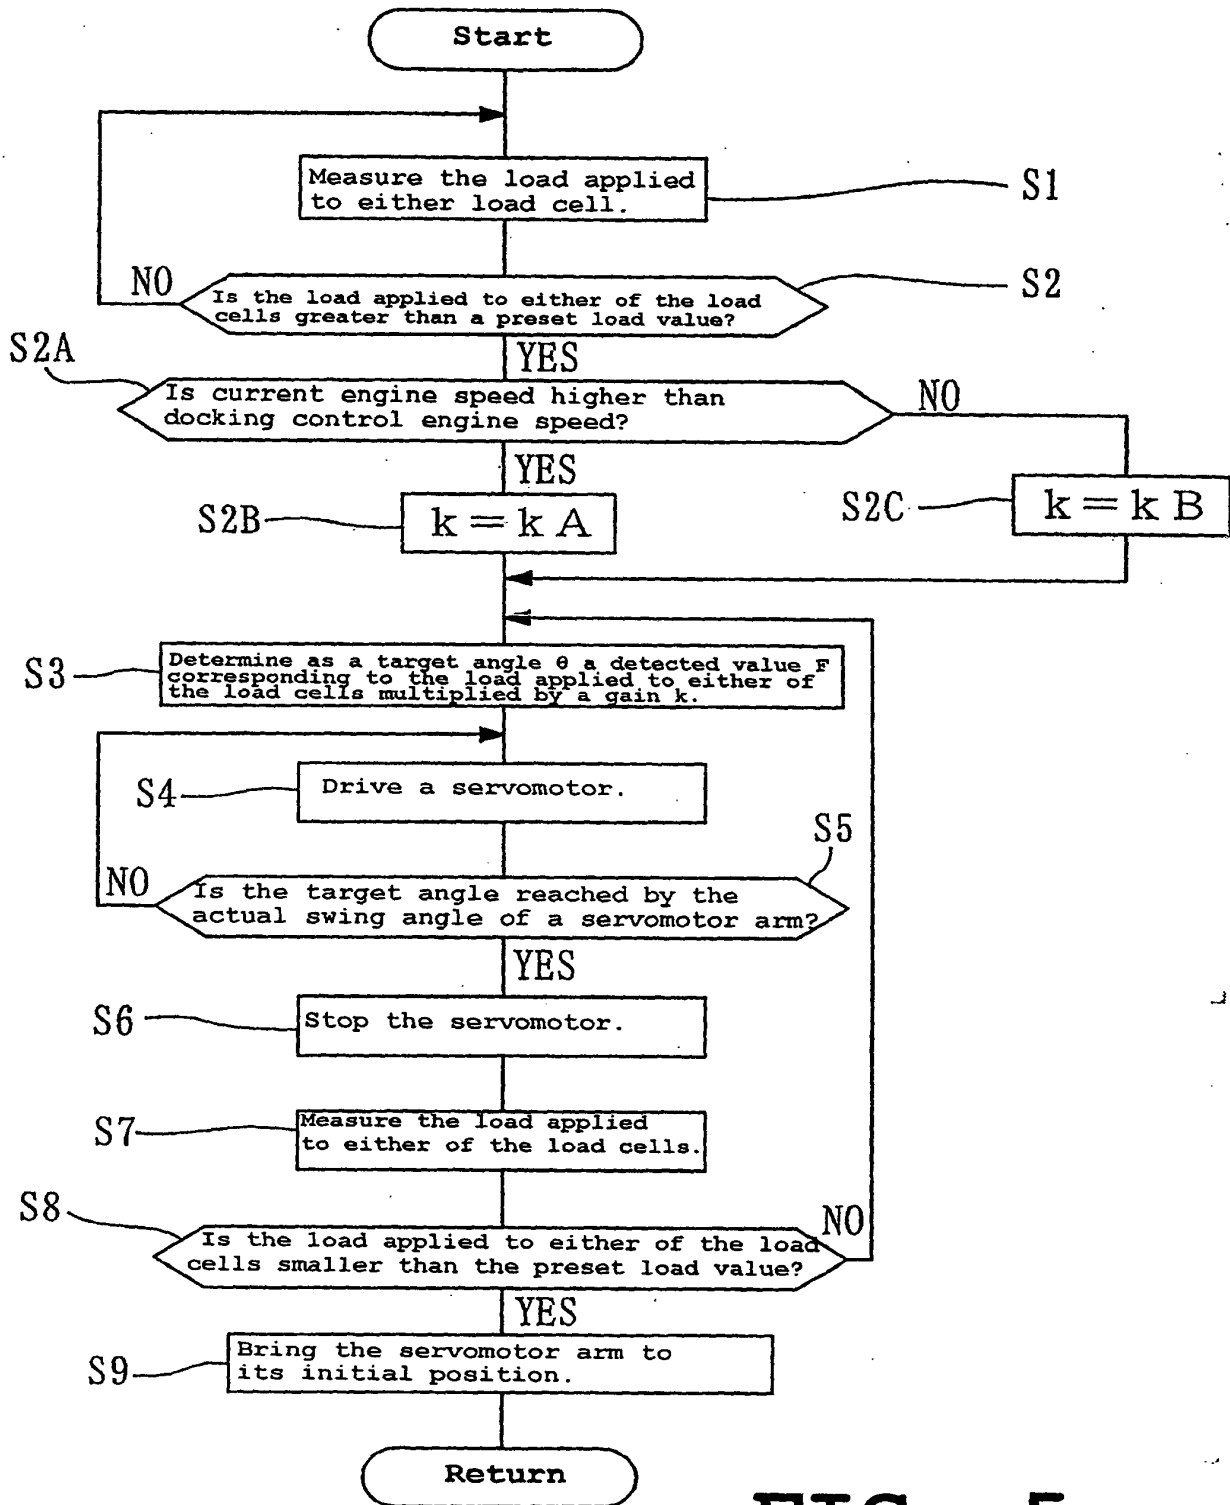 Start
Measure the load applied
to either load cell.
S1
NO
Is the load applied to either of the load
cells greater than a preset load value?
S2
YES
S2A
Is current engine speed higher than
docking control engine speed?
NO
YES
S2B
k = k A
S2C
k = k B
S3
Determine as a target angle θ a detected value F
corresponding to the load applied to either of
the load cells multiplied by a gain k.
S4
Drive a servomotor.
S5
NO
Is the target angle reached by the
actual swing angle of a servomotor arm?
YES
S6
Stop the servomotor.
S7
Measure the load applied
to either of the load cells.
S8
NO
Is the load applied to either of the load
cells smaller than the preset load value?
YES
S9
Bring the servomotor arm to
its initial position.
Return